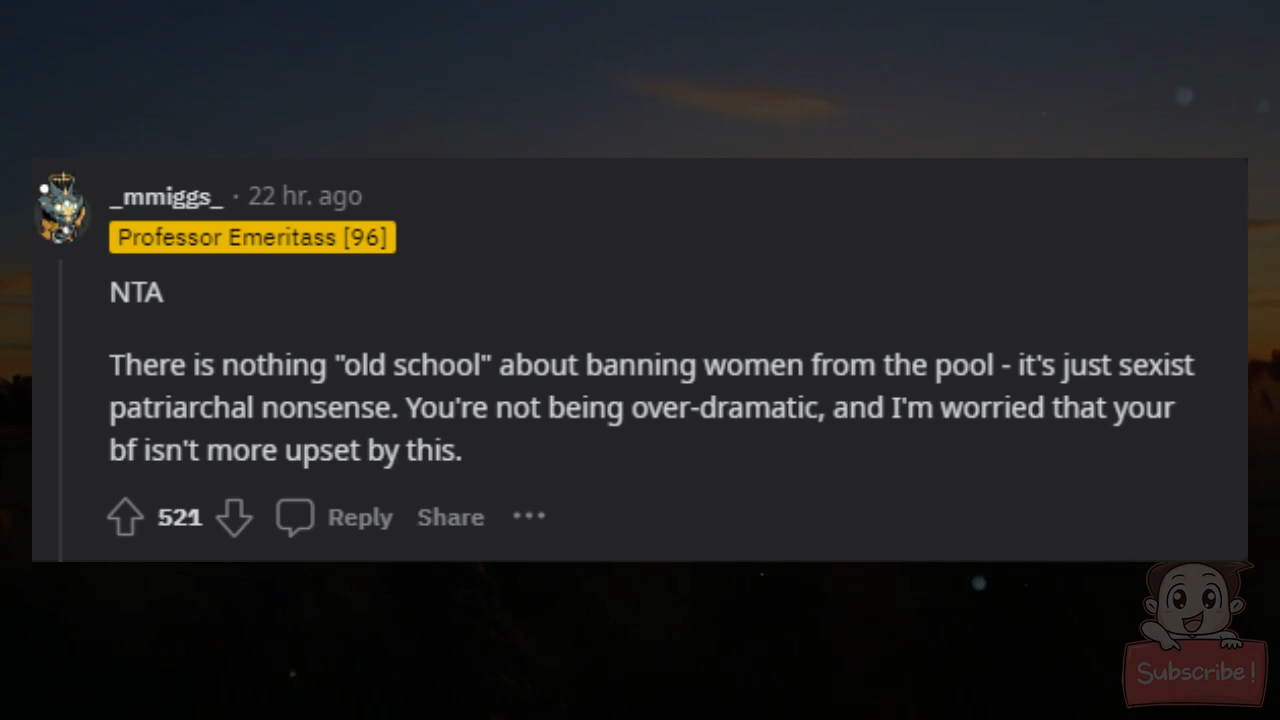 _mmiggs_ · 22 hr. ago
Professor Emeritass [96]
NTA
There is nothing "old school" about banning women from the pool - it's just sexist
patriarchal nonsense. You're not being over-dramatic, and I'm worried that your
bf isn't more upset by this.
521 Reply Share ···
Subscribe!